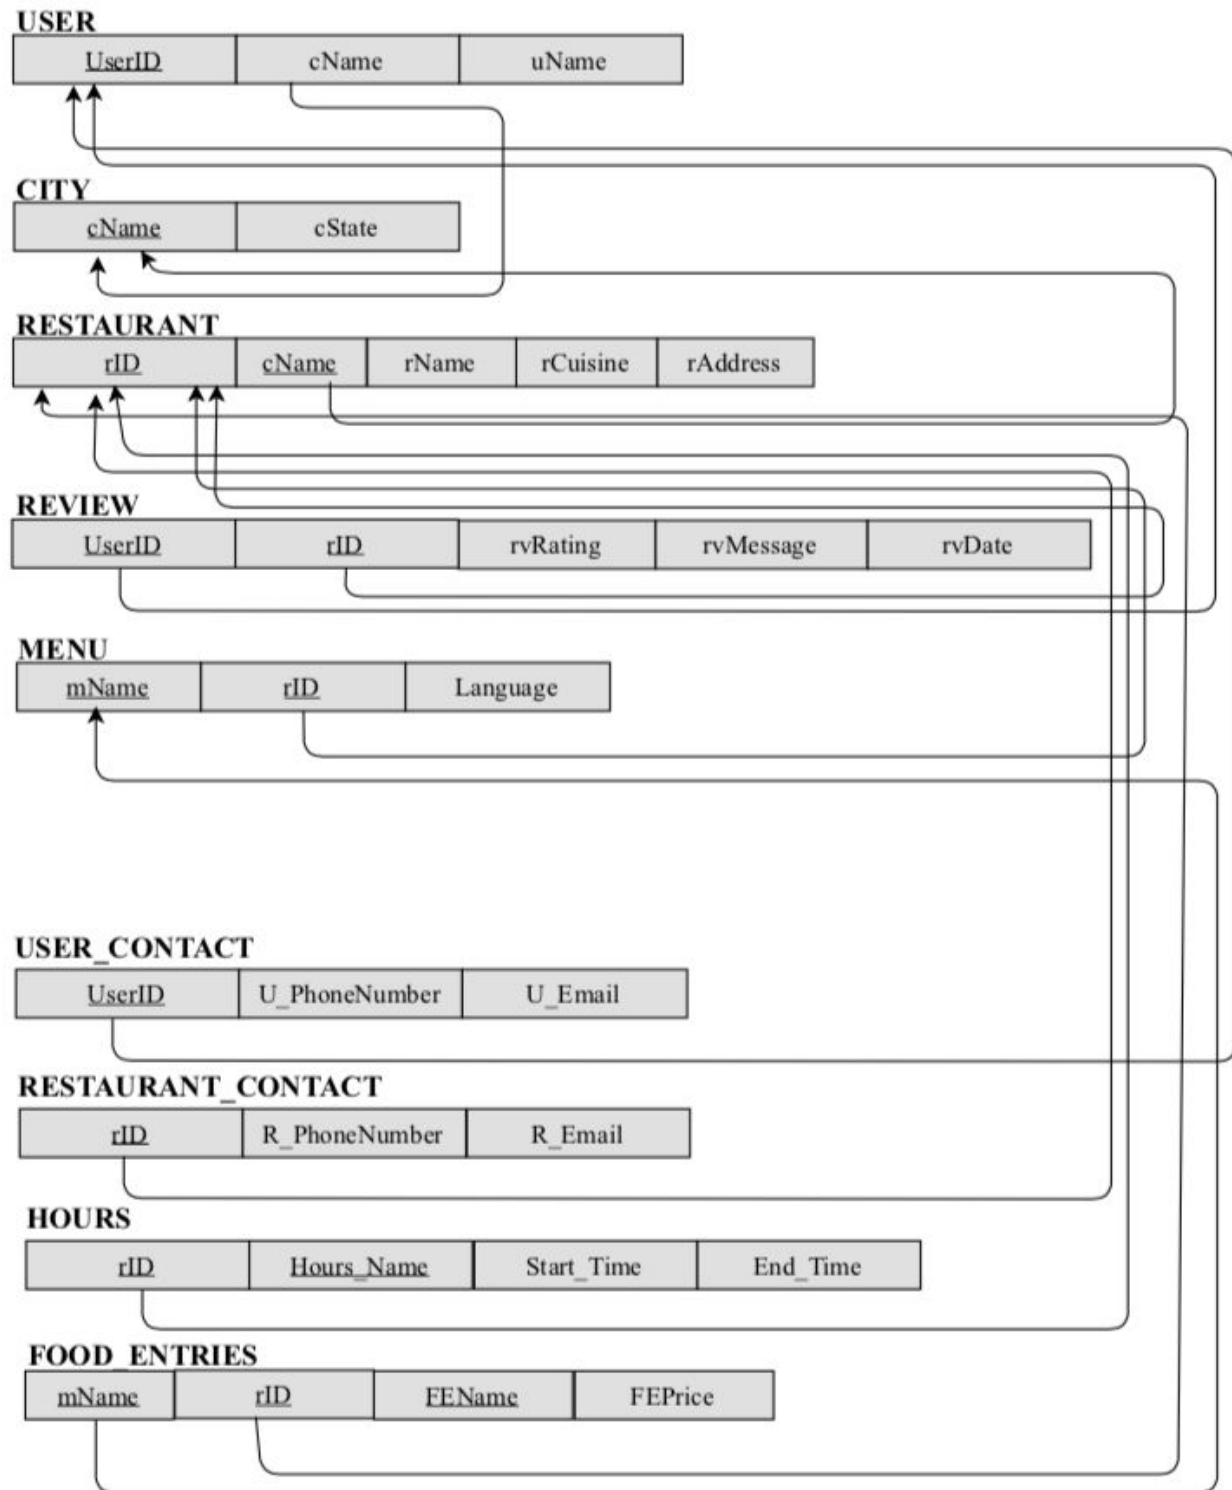 USER
UserID cName uName
CITY
cName cState
RESTAURANT
rID cName rName rCuisine rAddress
REVIEW
UserID rID rvRating rvMessage rvDate
MENU
mName rID Language
USER_CONTACT
UserID U_PhoneNumber U_Email
RESTAURANT_CONTACT
rID R_PhoneNumber R_Email
HOURS
rID Hours_Name Start_Time End_Time
FOOD_ENTRIES
mName rID FEName FEPrice